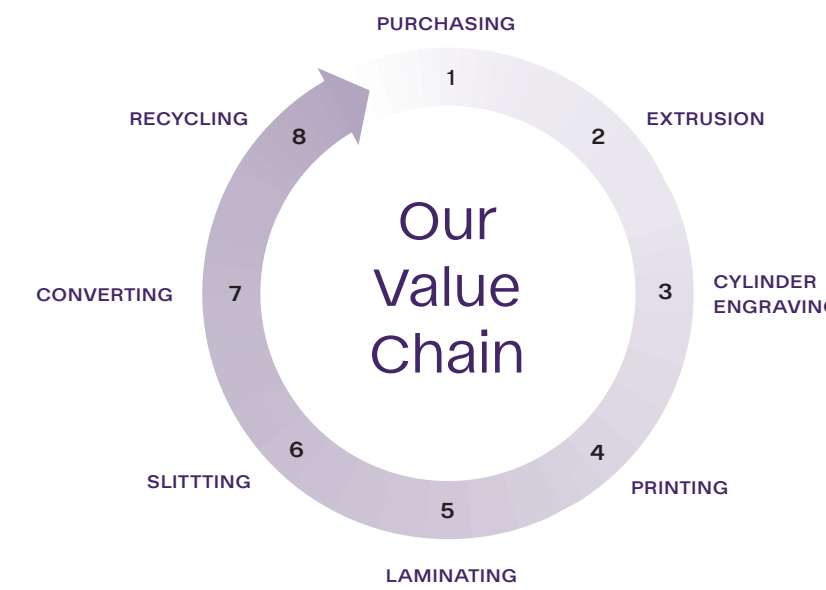 PURCHASING
1
EXTRUSION
2
CYLINDER
ENGRAVING
3
PRINTING
4
LAMINATING
5
SLITTTING
6
CONVERTING
7
RECYCLING
8
Our
Value
Chain